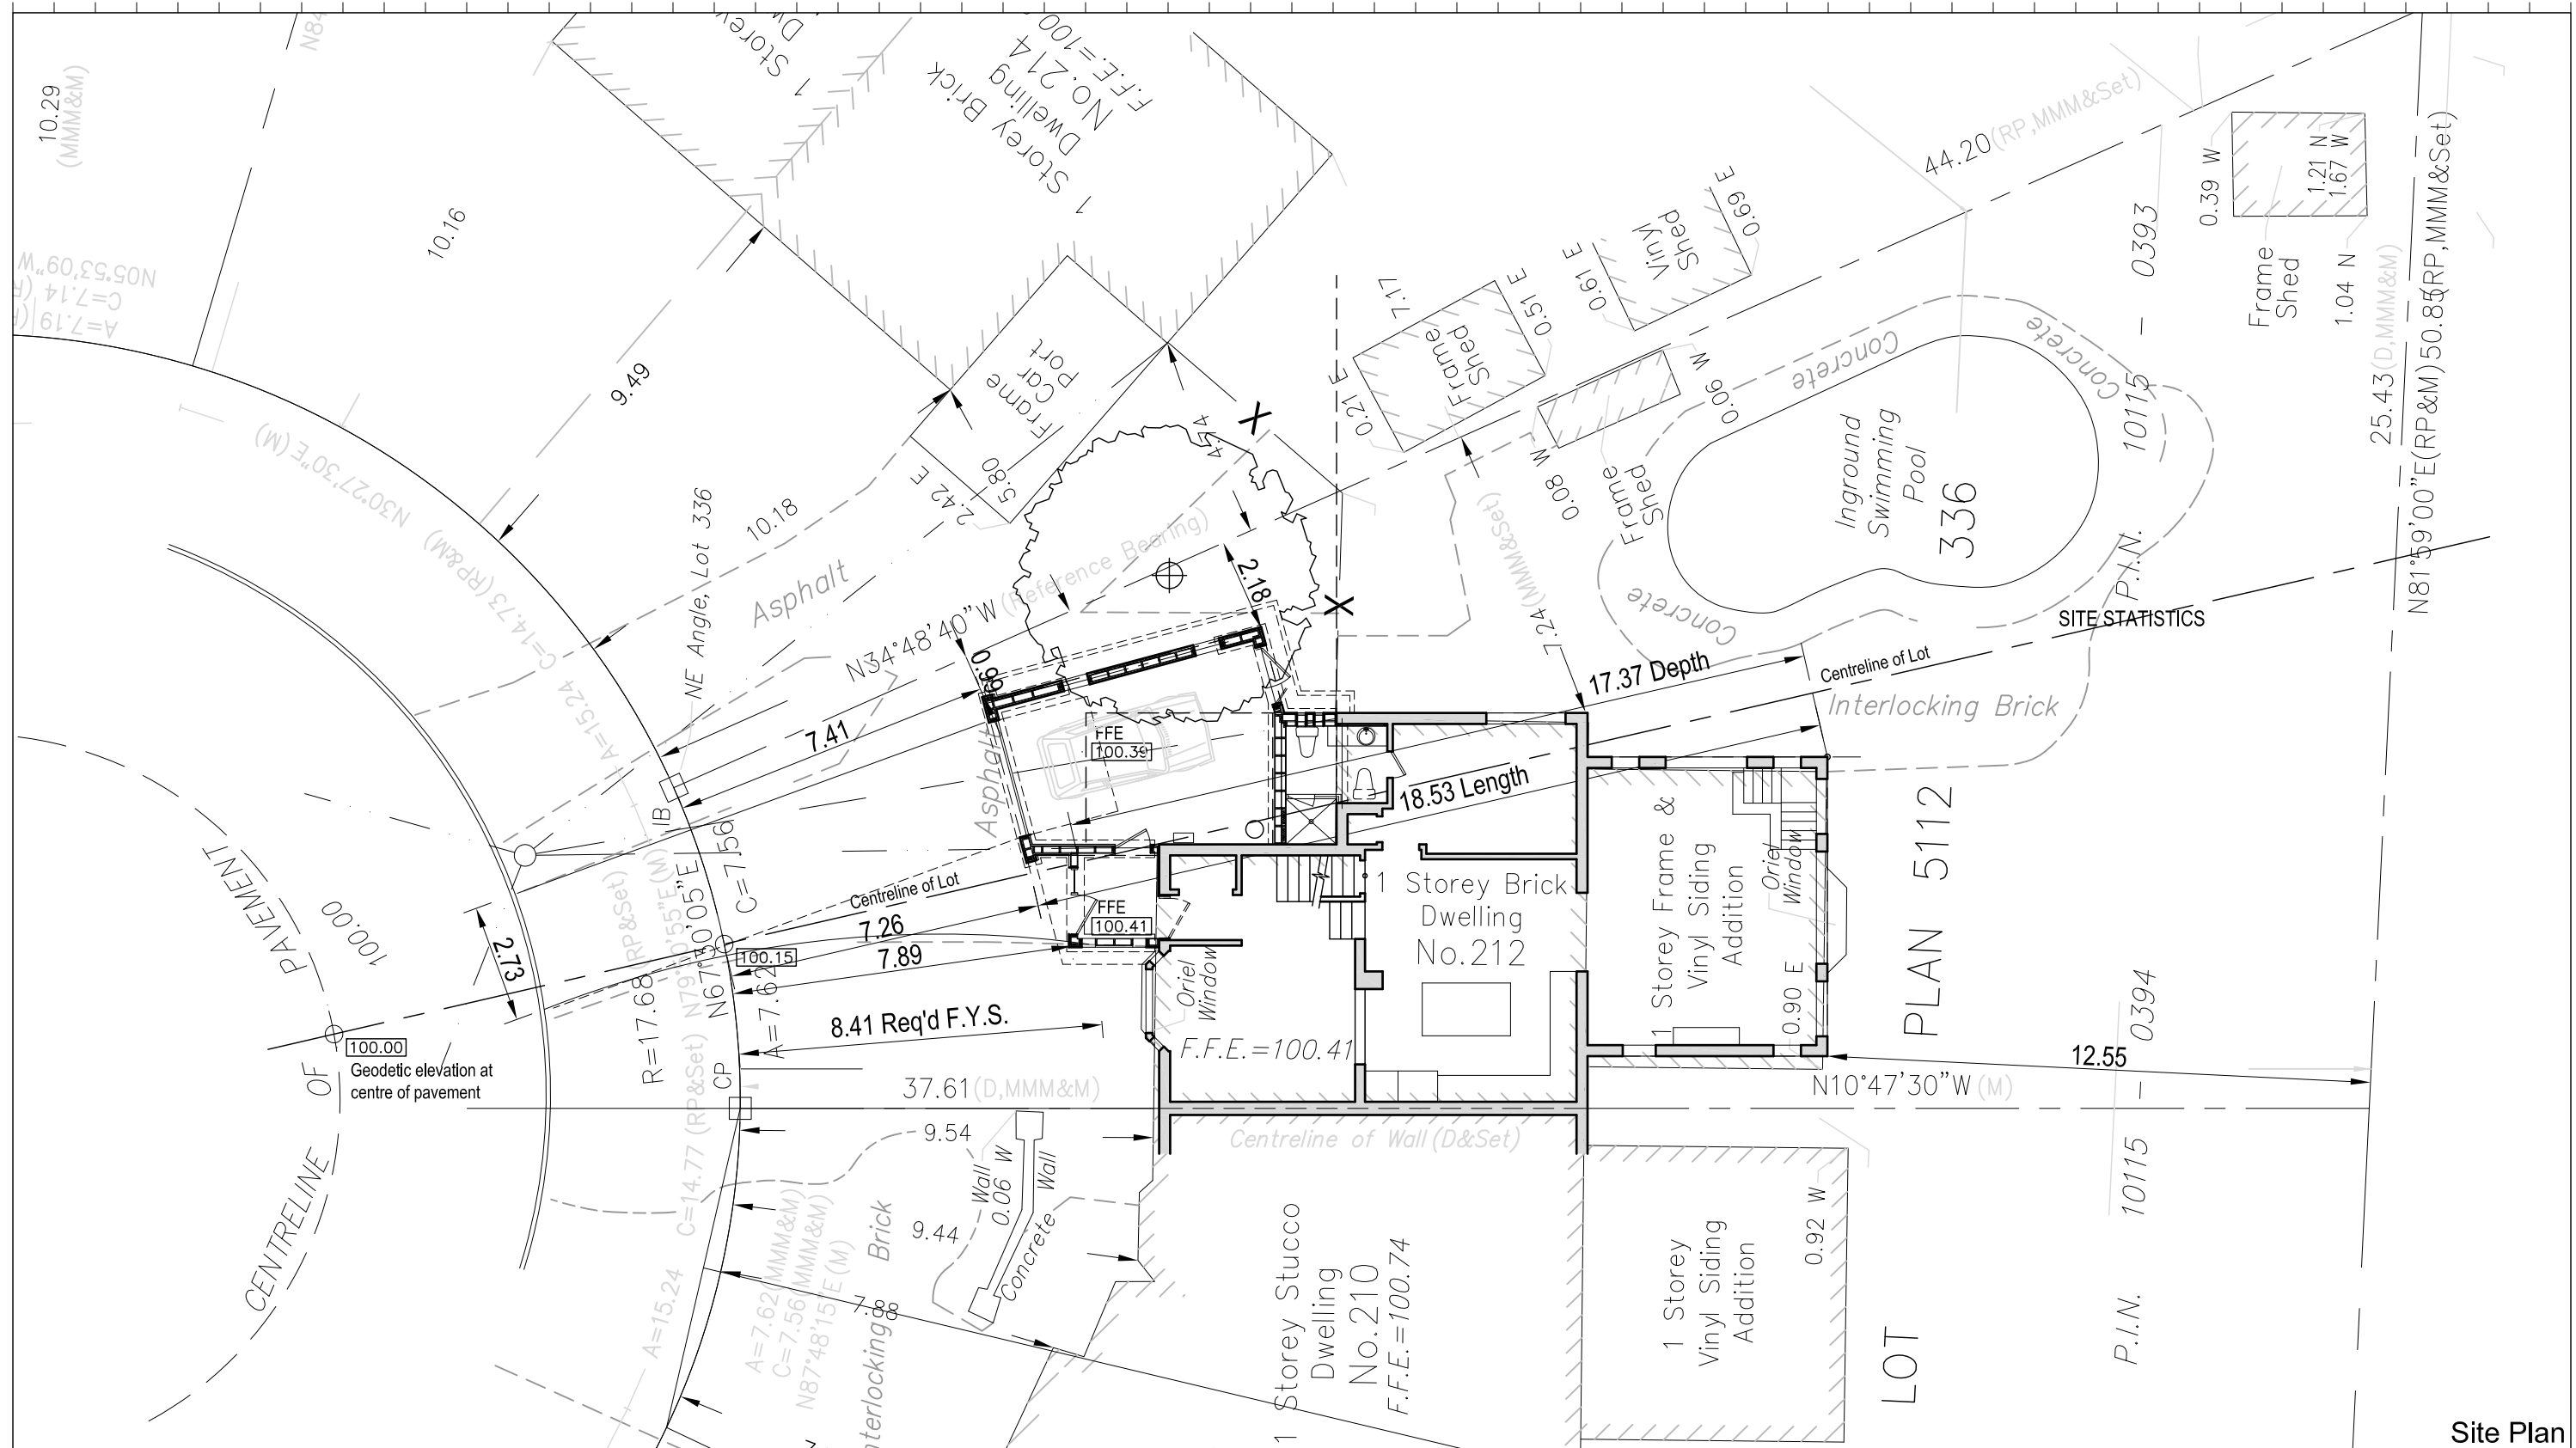 10.29
(MMM&M)
N84
N05°53'09"W
C=7.14
A=7.19
10.16
1 Storey
1 Storey Brick
Dwelling
No.214
F.F.E.=100
9.49
10.18
Frame
Car
Port
2.42 E
5.80
4.74
X
X
7.17
Frame
Shed
0.21 E
0.51 E
0.61 E
Vinyl
Shed
0.69 E
0.06 W
0.08 W
Frame
Shed
44.20(RP,MMM&Set)
0.39 W
1.21 N
1.67 W
Frame
Shed
1.04 N
25.43(D,MMM&M)
N81°59'00"E(RP&M)50.85(RP,MMM&Set)
P.I.N. 10115 - 0393
Concrete
Concrete
Concrete
Inground
Swimming
Pool
336
SITE STATISTICS
Interlocking Brick
N30°27'30"E(M)
C=14.73(RP&M)
A=15.24
NE Angle, Lot 336
Asphalt
N34°48'40"W(Reference Bearing)
2.18
0.99
7.41
7.24(MMM&Set)
17.37 Depth
Centreline of Lot
18.53 Length
Asphalt
FFE
100.39
IB
C=7.56
N67°30'05"E
Centreline of Lot
7.26
7.89
FFE
100.41
100.15
A=7.62
R=17.68(RP&Set)
8.41 Req'd F.Y.S.
2.73
CENTRELINE OF PAVEMENT
100.00
100.00
Geodetic elevation at
centre of pavement
CP
37.61(D,MMM&M)
Oriel
Window
F.F.E.=100.41
1 Storey Brick
Dwelling
No.212
1 Storey Frame &
Vinyl Siding
Addition
Oriel
Window
0.90 E
PLAN 5112
12.55
N10°47'30"W(M)
P.I.N. 10115 - 0394
Centreline of Wall(D&Set)
9.54
9.44
7.88
Wall
0.06 W
Wall
Concrete
Interlocking Brick
C=14.77(RP&Set)
A=15.24
A=7.62(MMM&M)
C=7.56(MMM&M)
N87°48'15"E(M)
1 Storey Stucco
Dwelling
No.210
F.F.E.=100.74
1 Storey
Vinyl Siding
Addition
0.92 W
LOT
Site Plan